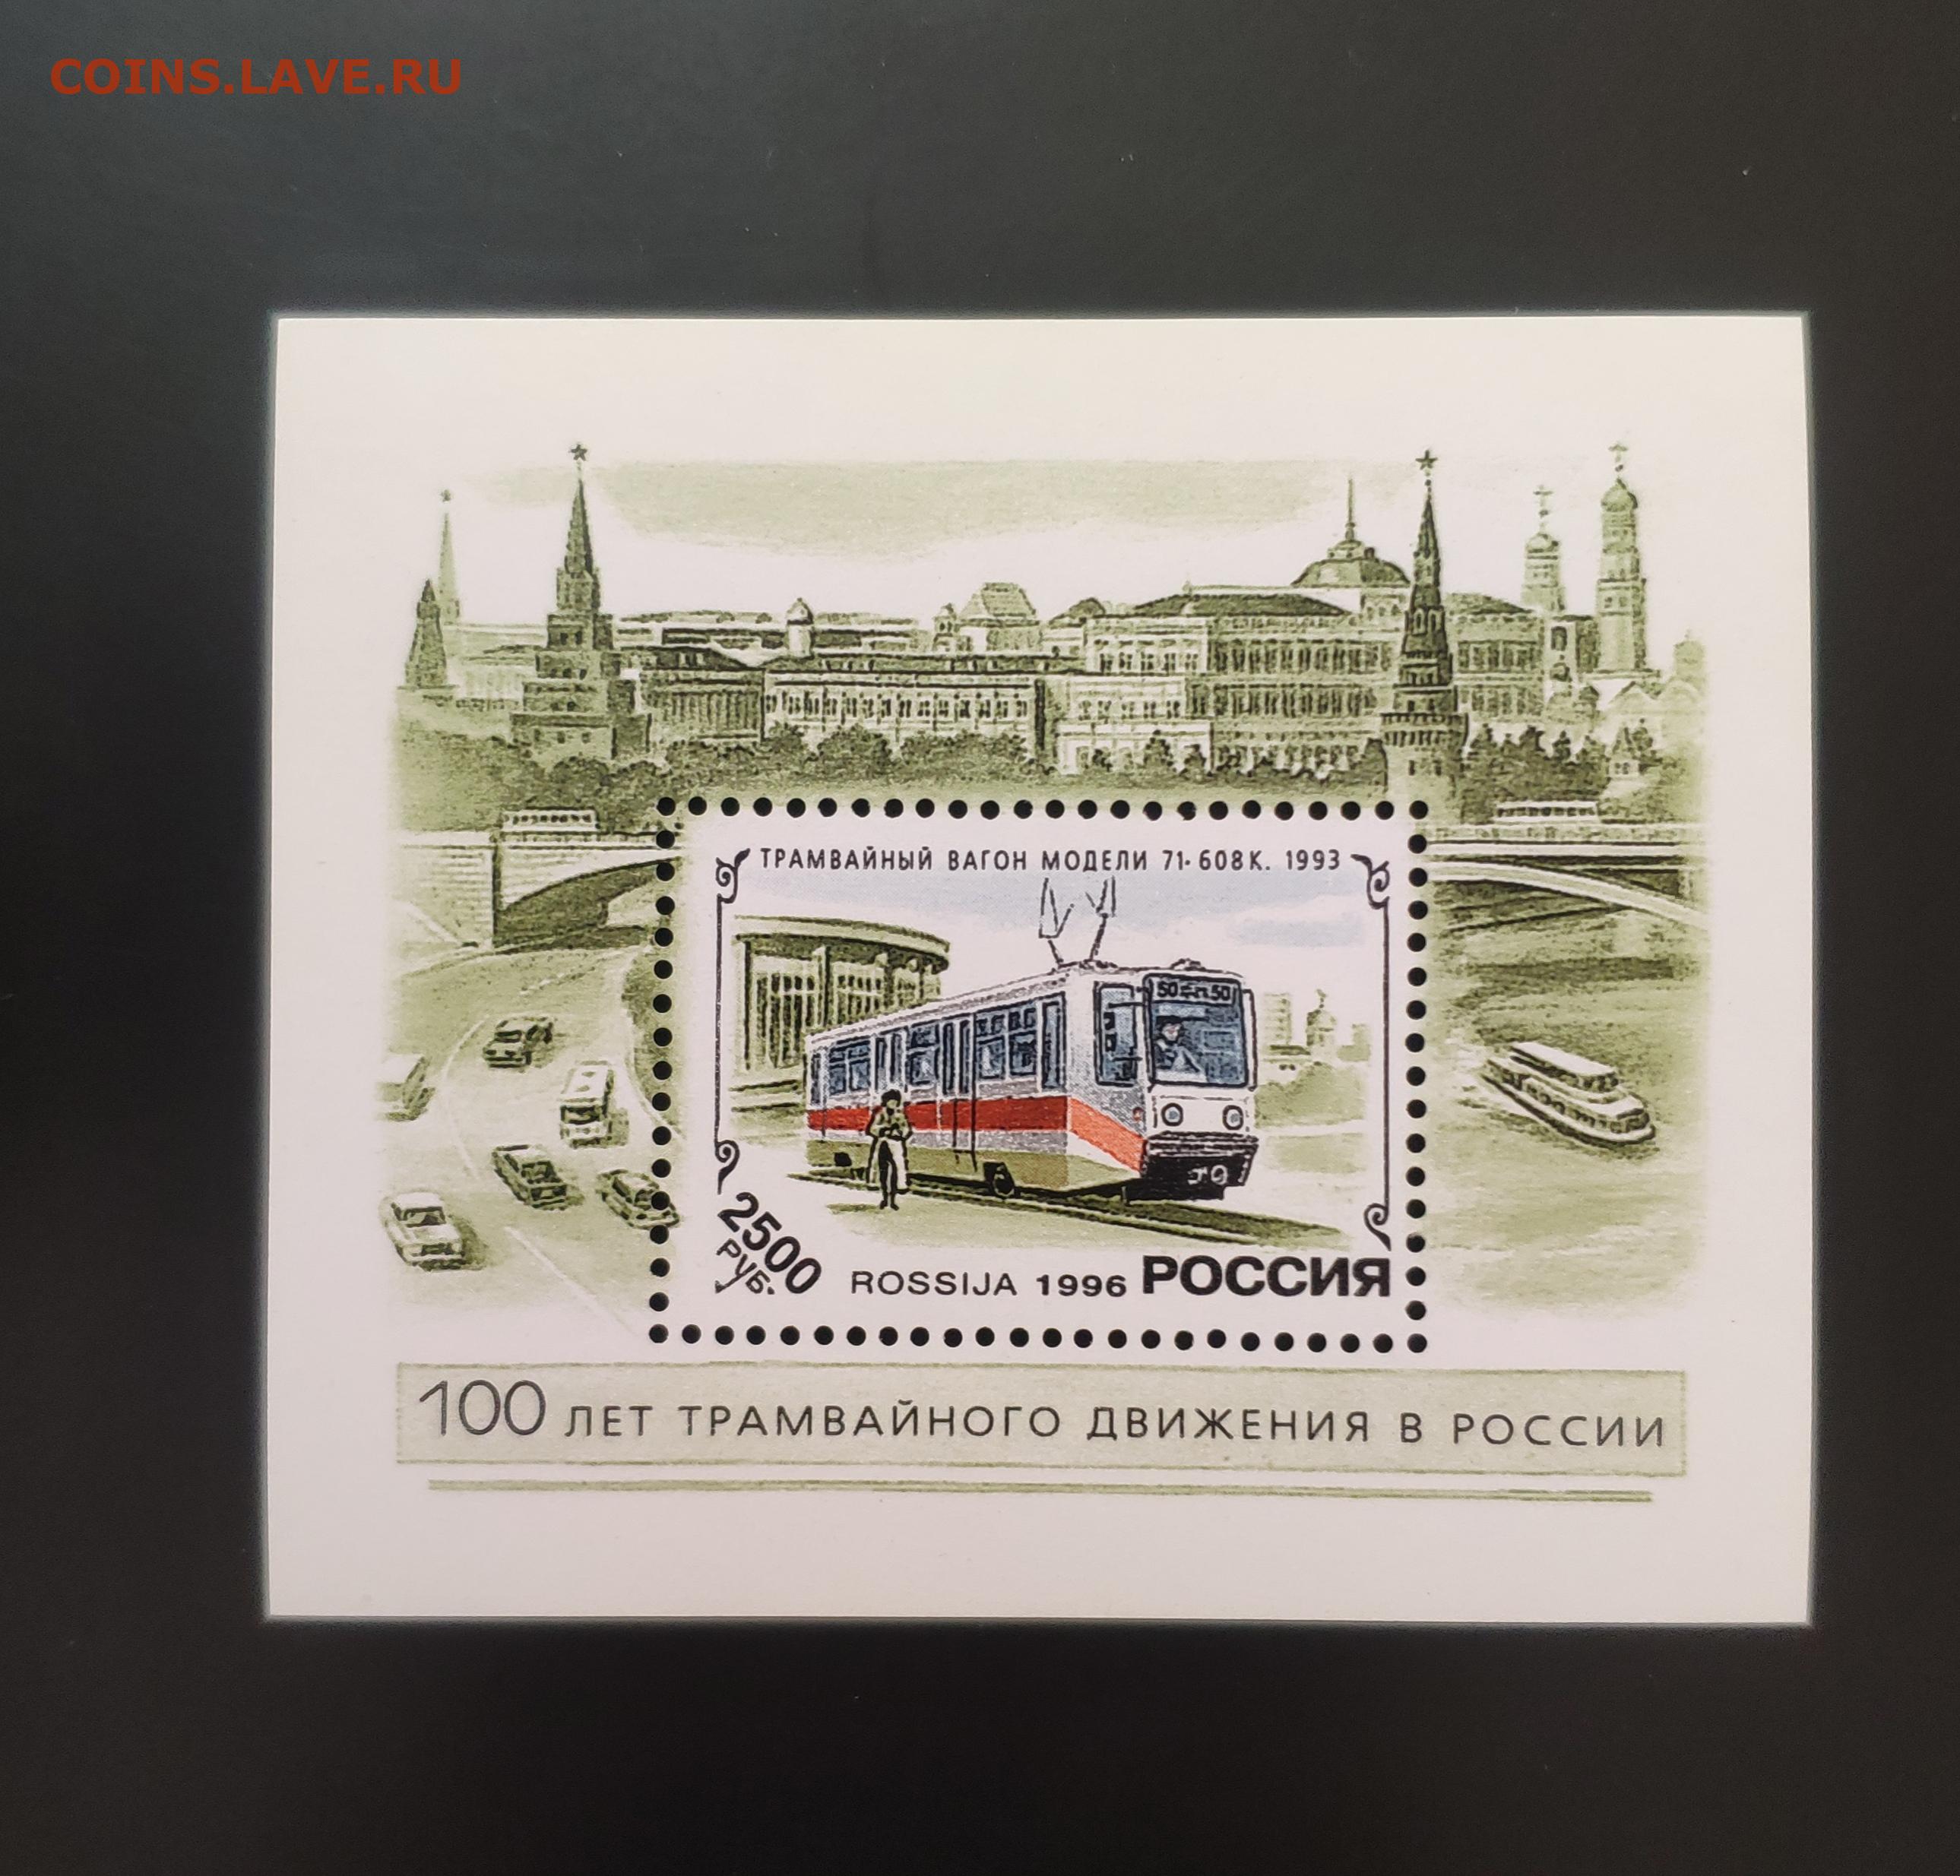 COINS.LAVE.RU
ТРАМВАЙНЫЙ ВАГОН МОДЕЛИ 71-608К. 1993
2500
РУБ.
ROSSIJA 1996 РОССИЯ
100 ЛЕТ ТРАМВАЙНОГО ДВИЖЕНИЯ В РОССИИ